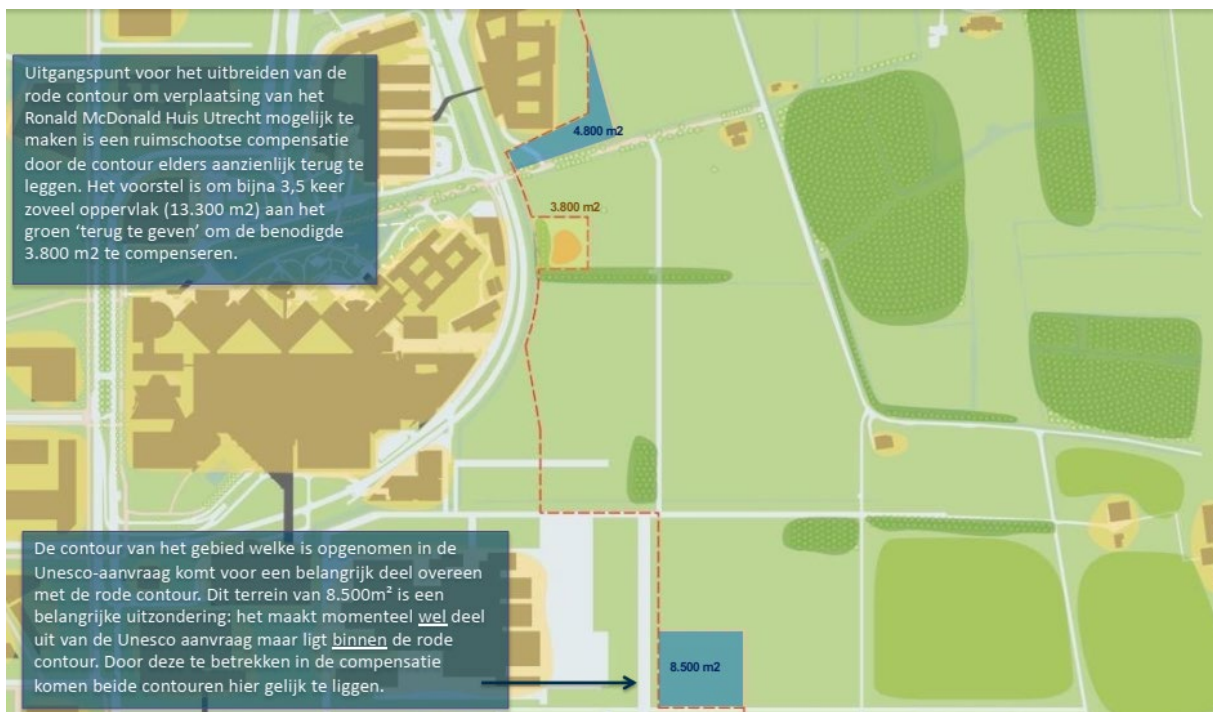 Uitgangspunt voor het uitbreiden van de
rode contour om verplaatsing van het
Ronald McDonald Huis Utrecht mogelijk te
maken is een ruimschootse compensatie
door de contour elders aanzienlijk terug te
leggen. Het voorstel is om bijna 3,5 keer
zoveel oppervlak (13.300 m2) aan het
groen ‘terug te geven’ om de benodigde
3.800 m2 te compenseren.
4.800 m2
3.800 m2
De contour van het gebied welke is opgenomen in de
Unesco-aanvraag komt voor een belangrijk deel overeen
met de rode contour. Dit terrein van 8.500m² is een
belangrijke uitzondering: het maakt momenteel wel deel
uit van de Unesco aanvraag maar ligt binnen de rode
contour. Door deze te betrekken in de compensatie
komen beide contouren hier gelijk te liggen.
8.500 m2